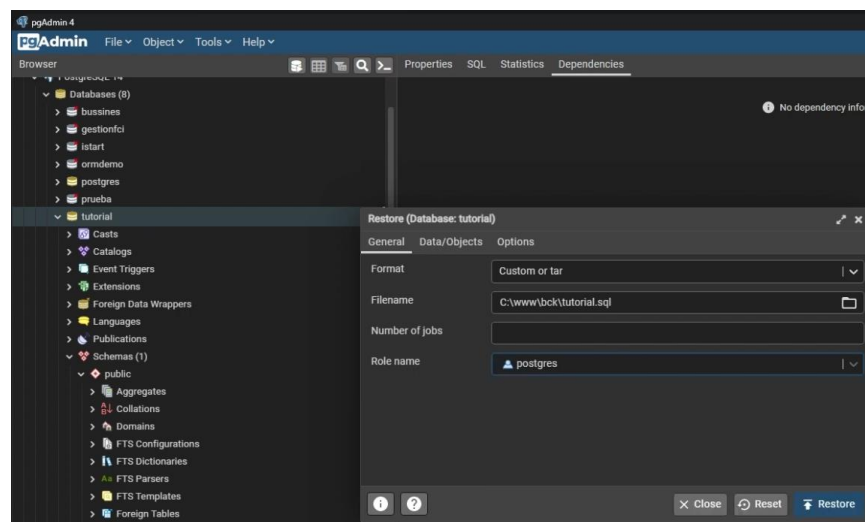 pgAdmin 4
pgAdmin File Object Tools Help
Browser Properties SQL Statistics Dependencies
PostgreSQL 14
Databases (8)
bussines
gestionfci
istart
ormdemo
postgres
prueba
tutorial
Casts
Catalogs
Event Triggers
Extensions
Foreign Data Wrappers
Languages
Publications
Schemas (1)
public
Aggregates
Collations
Domains
FTS Configurations
FTS Dictionaries
FTS Parsers
FTS Templates
Foreign Tables
No dependency info
Restore (Database: tutorial)
General Data/Objects Options
Format Custom or tar
Filename C:\www\bck\tutorial.sql
Number of jobs
Role name postgres
Close Reset Restore